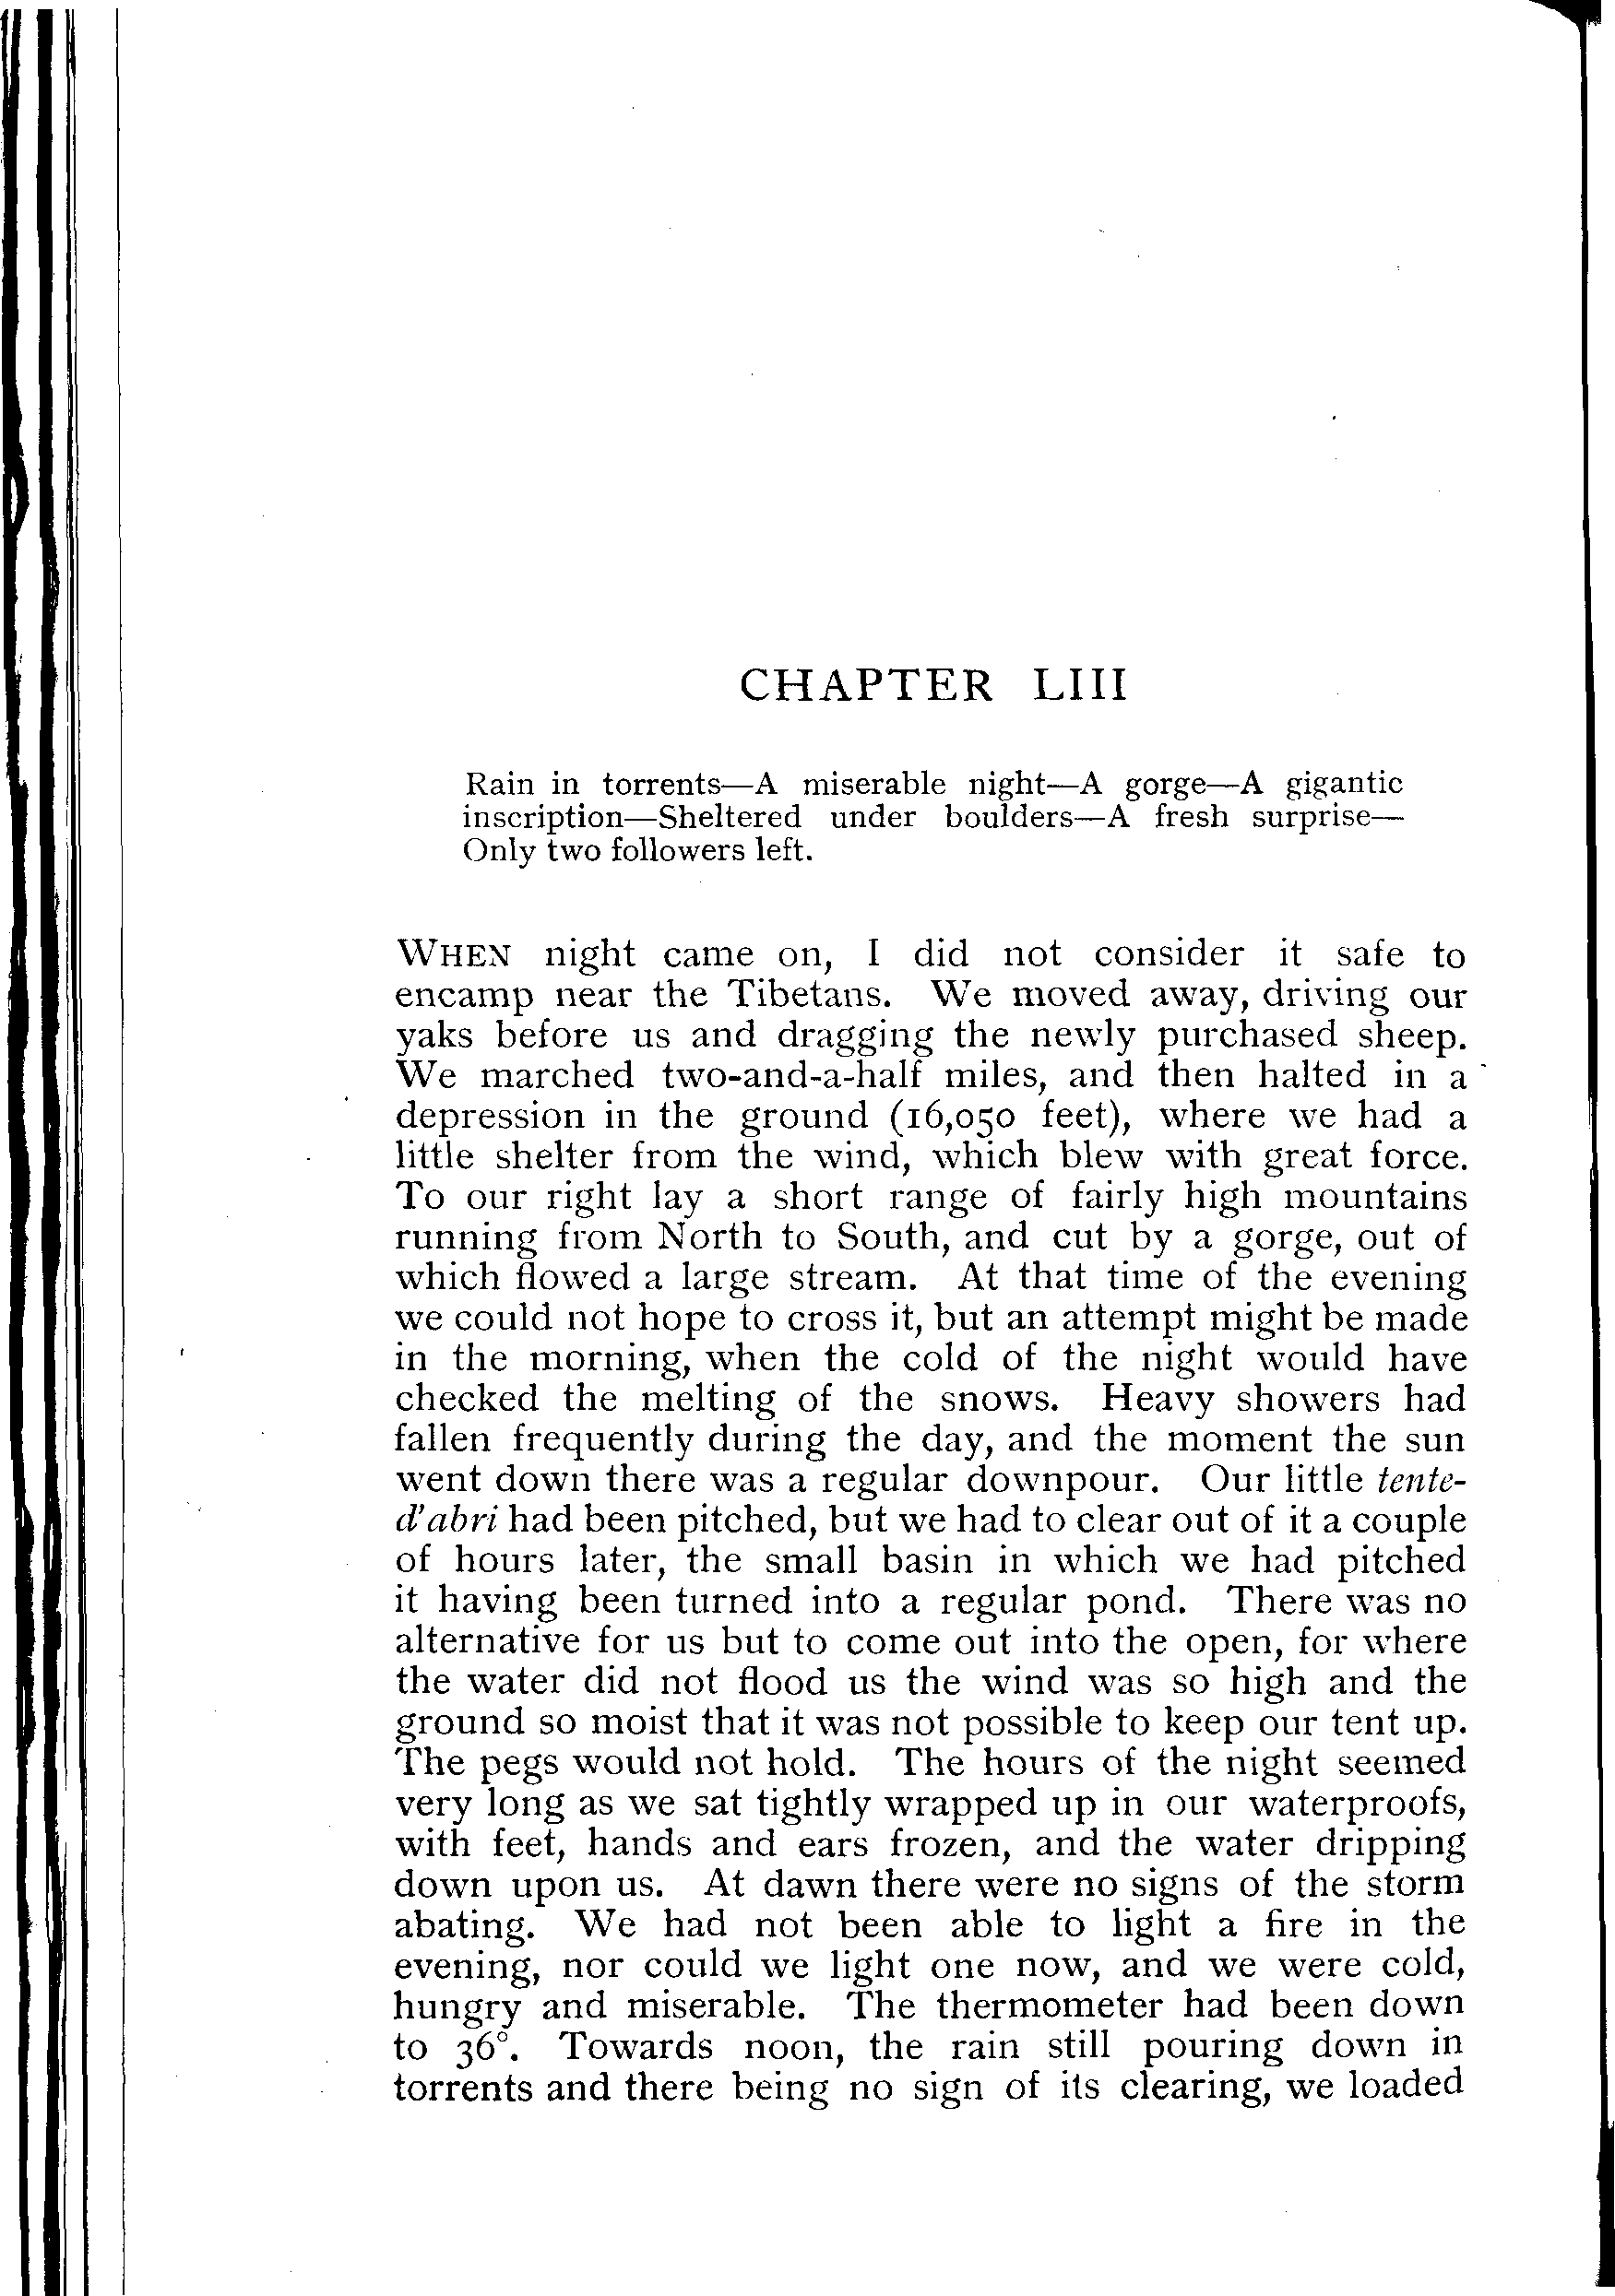 CHAPTER LIII
Rain in torrents—A miserable night—A gorge—A gigantic
inscription—Sheltered under boulders—A fresh surprise—
Only two followers left.
WHEN night came on, I did not consider it safe to
encamp near the Tibetans. We moved away, driving our
yaks before us and dragging the newly purchased sheep.
We marched two-and-a-half miles, and then halted in a
depression in the ground (16,050 feet), where we had a
little shelter from the wind, which blew with great force.
To our right lay a short range of fairly high mountains
running from North to South, and cut by a gorge, out of
which flowed a large stream. At that time of the evening
we could not hope to cross it, but an attempt might be made
in the morning, when the cold of the night would have
checked the melting of the snows. Heavy showers had
fallen frequently during the day, and the moment the sun
went down there was a regular downpour. Our little tente-
d'abri had been pitched, but we had to clear out of it a couple
of hours later, the small basin in which we had pitched
it having been turned into a regular pond. There was no
alternative for us but to come out into the open, for where
the water did not flood us the wind was so high and the
ground so moist that it was not possible to keep our tent up.
The pegs would not hold. The hours of the night seemed
very long as we sat tightly wrapped up in our waterproofs,
with feet, hands and ears frozen, and the water dripping
down upon us. At dawn there were no signs of the storm
abating. We had not been able to light a fire in the
evening, nor could we light one now, and we were cold,
hungry and miserable. The thermometer had been down
to 36°. Towards noon, the rain still pouring down in
torrents and there being no sign of its clearing, we loaded